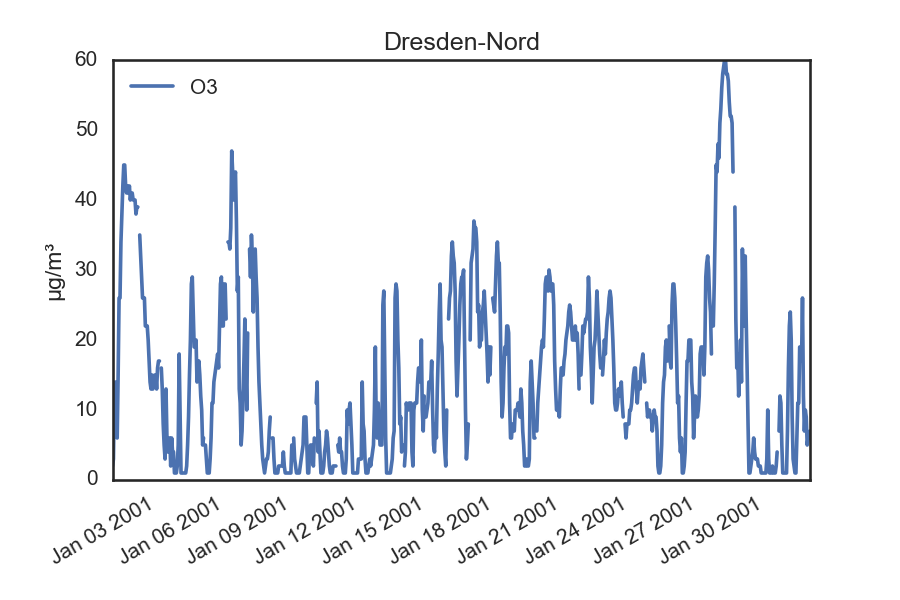 Dresden-Nord
60
O3
50
40
30
20
10
0
µg/m³
Jan 03 2001
Jan 06 2001
Jan 09 2001
Jan 12 2001
Jan 15 2001
Jan 18 2001
Jan 21 2001
Jan 24 2001
Jan 27 2001
Jan 30 2001